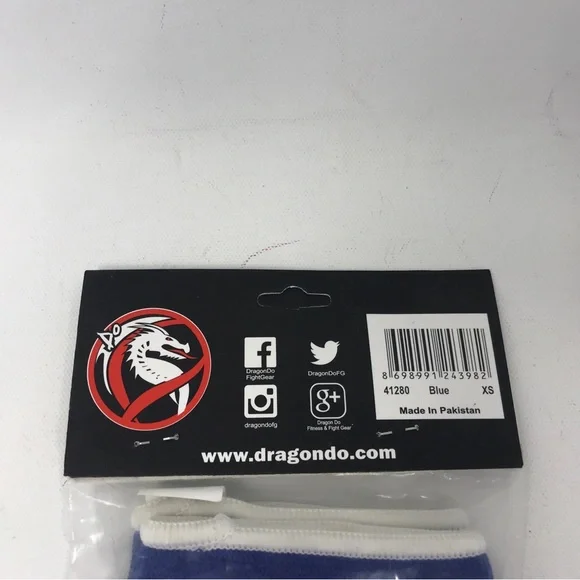 DO
DragonDo
FightGear
DragonDoFG
dragondofg
g+
Dragon Do
Fitness & Fight Gear
8 698991 243982
41280 Blue XS
Made In Pakistan
www.dragondo.com